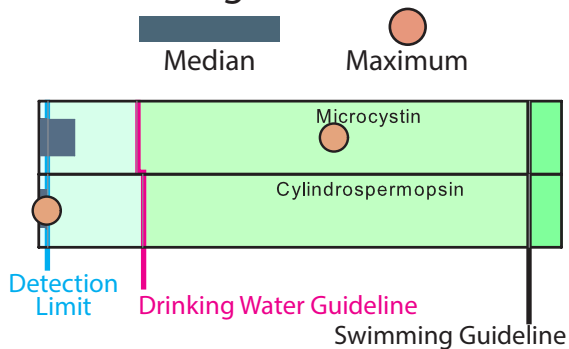 Median
Maximum
Microcystin
Cylindrospermopsin
Detection
Limit
Drinking Water Guideline
Swimming Guideline